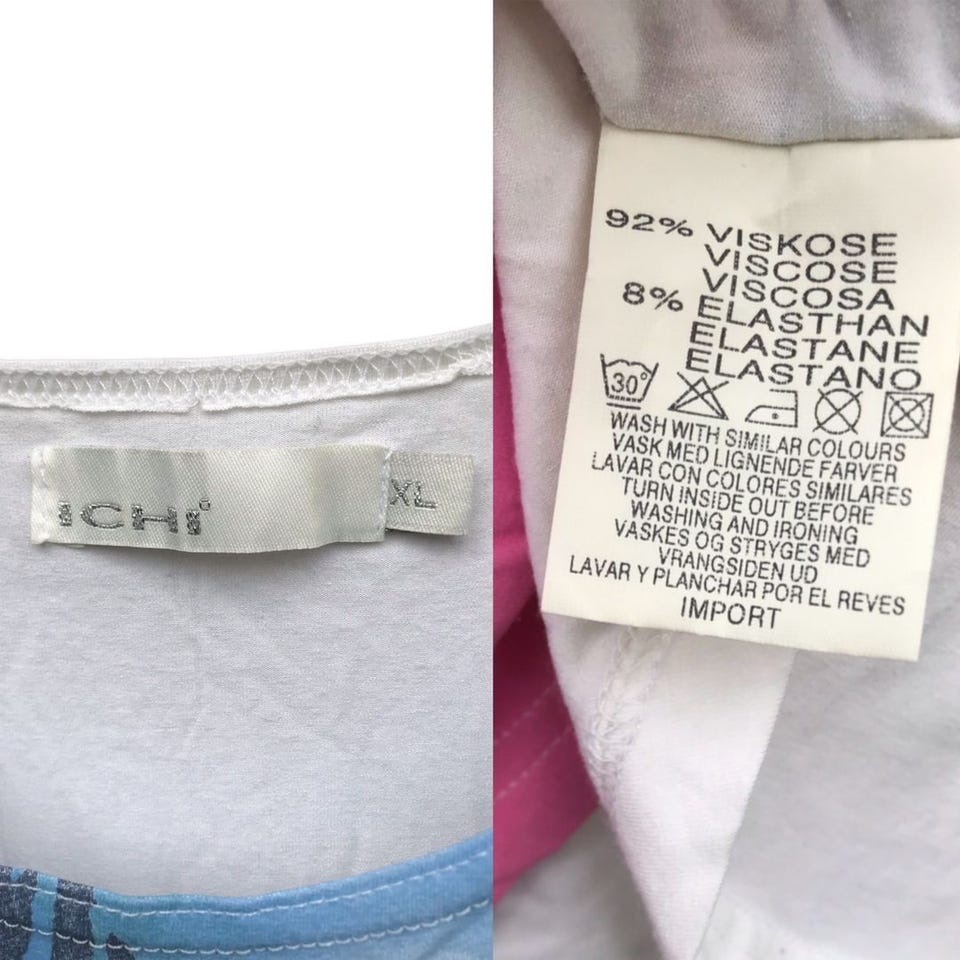 ICHI
XL
92% VISKOSE
VISCOSE
VISCOSA
8% ELASTHAN
ELASTANE
ELASTANO
30°
WASH WITH SIMILAR COLOURS
VASK MED LIGNENDE FARVER
LAVAR CON COLORES SIMILARES
TURN INSIDE OUT BEFORE
WASHING AND IRONING
VASKES OG STRYGES MED
VRANGSIDEN UD
LAVAR Y PLANCHAR POR EL REVES
IMPORT